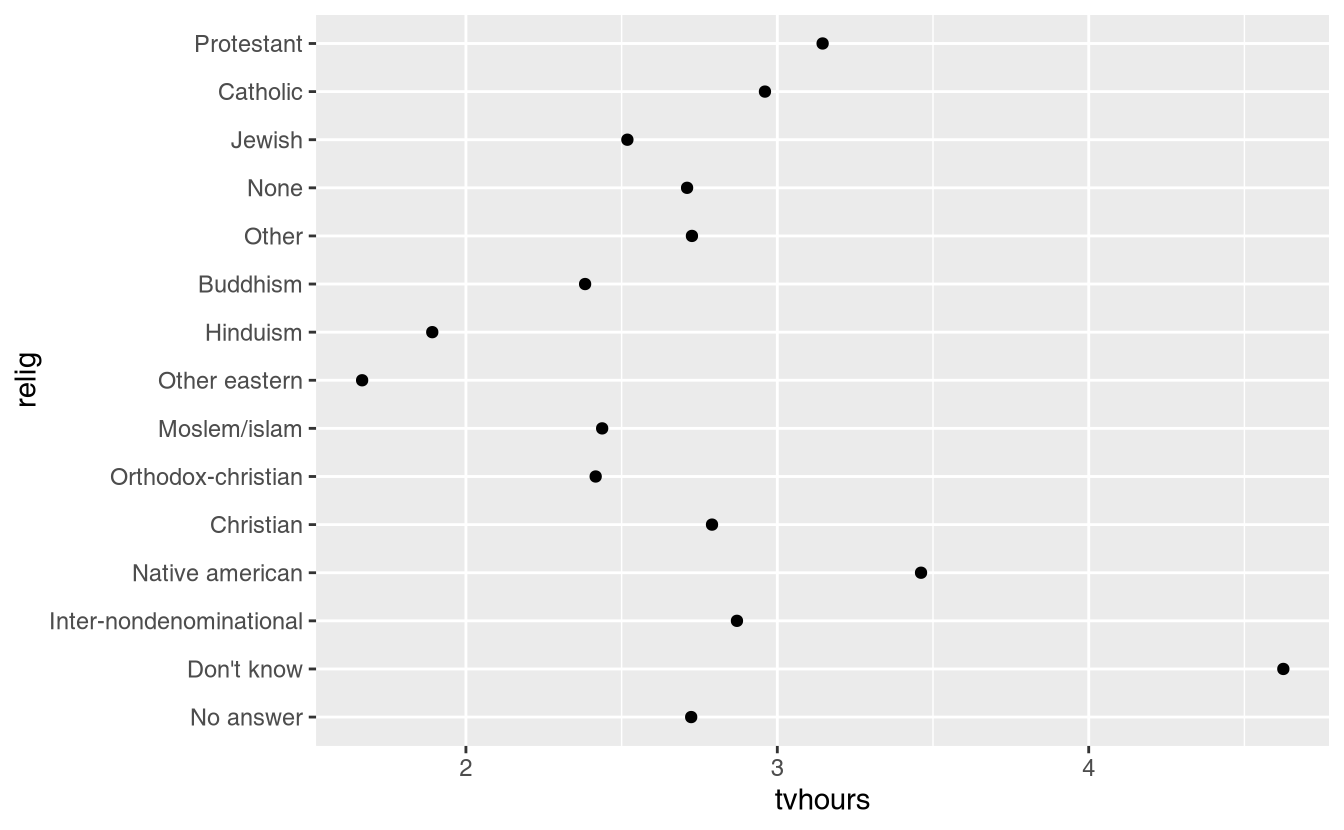 Protestant
Catholic
Jewish
None
Other
Buddhism
Hinduism
Other eastern
Moslem/islam
Orthodox-christian
Christian
Native american
Inter-nondenominational
Don't know
No answer
relig
2 3 4
tvhours